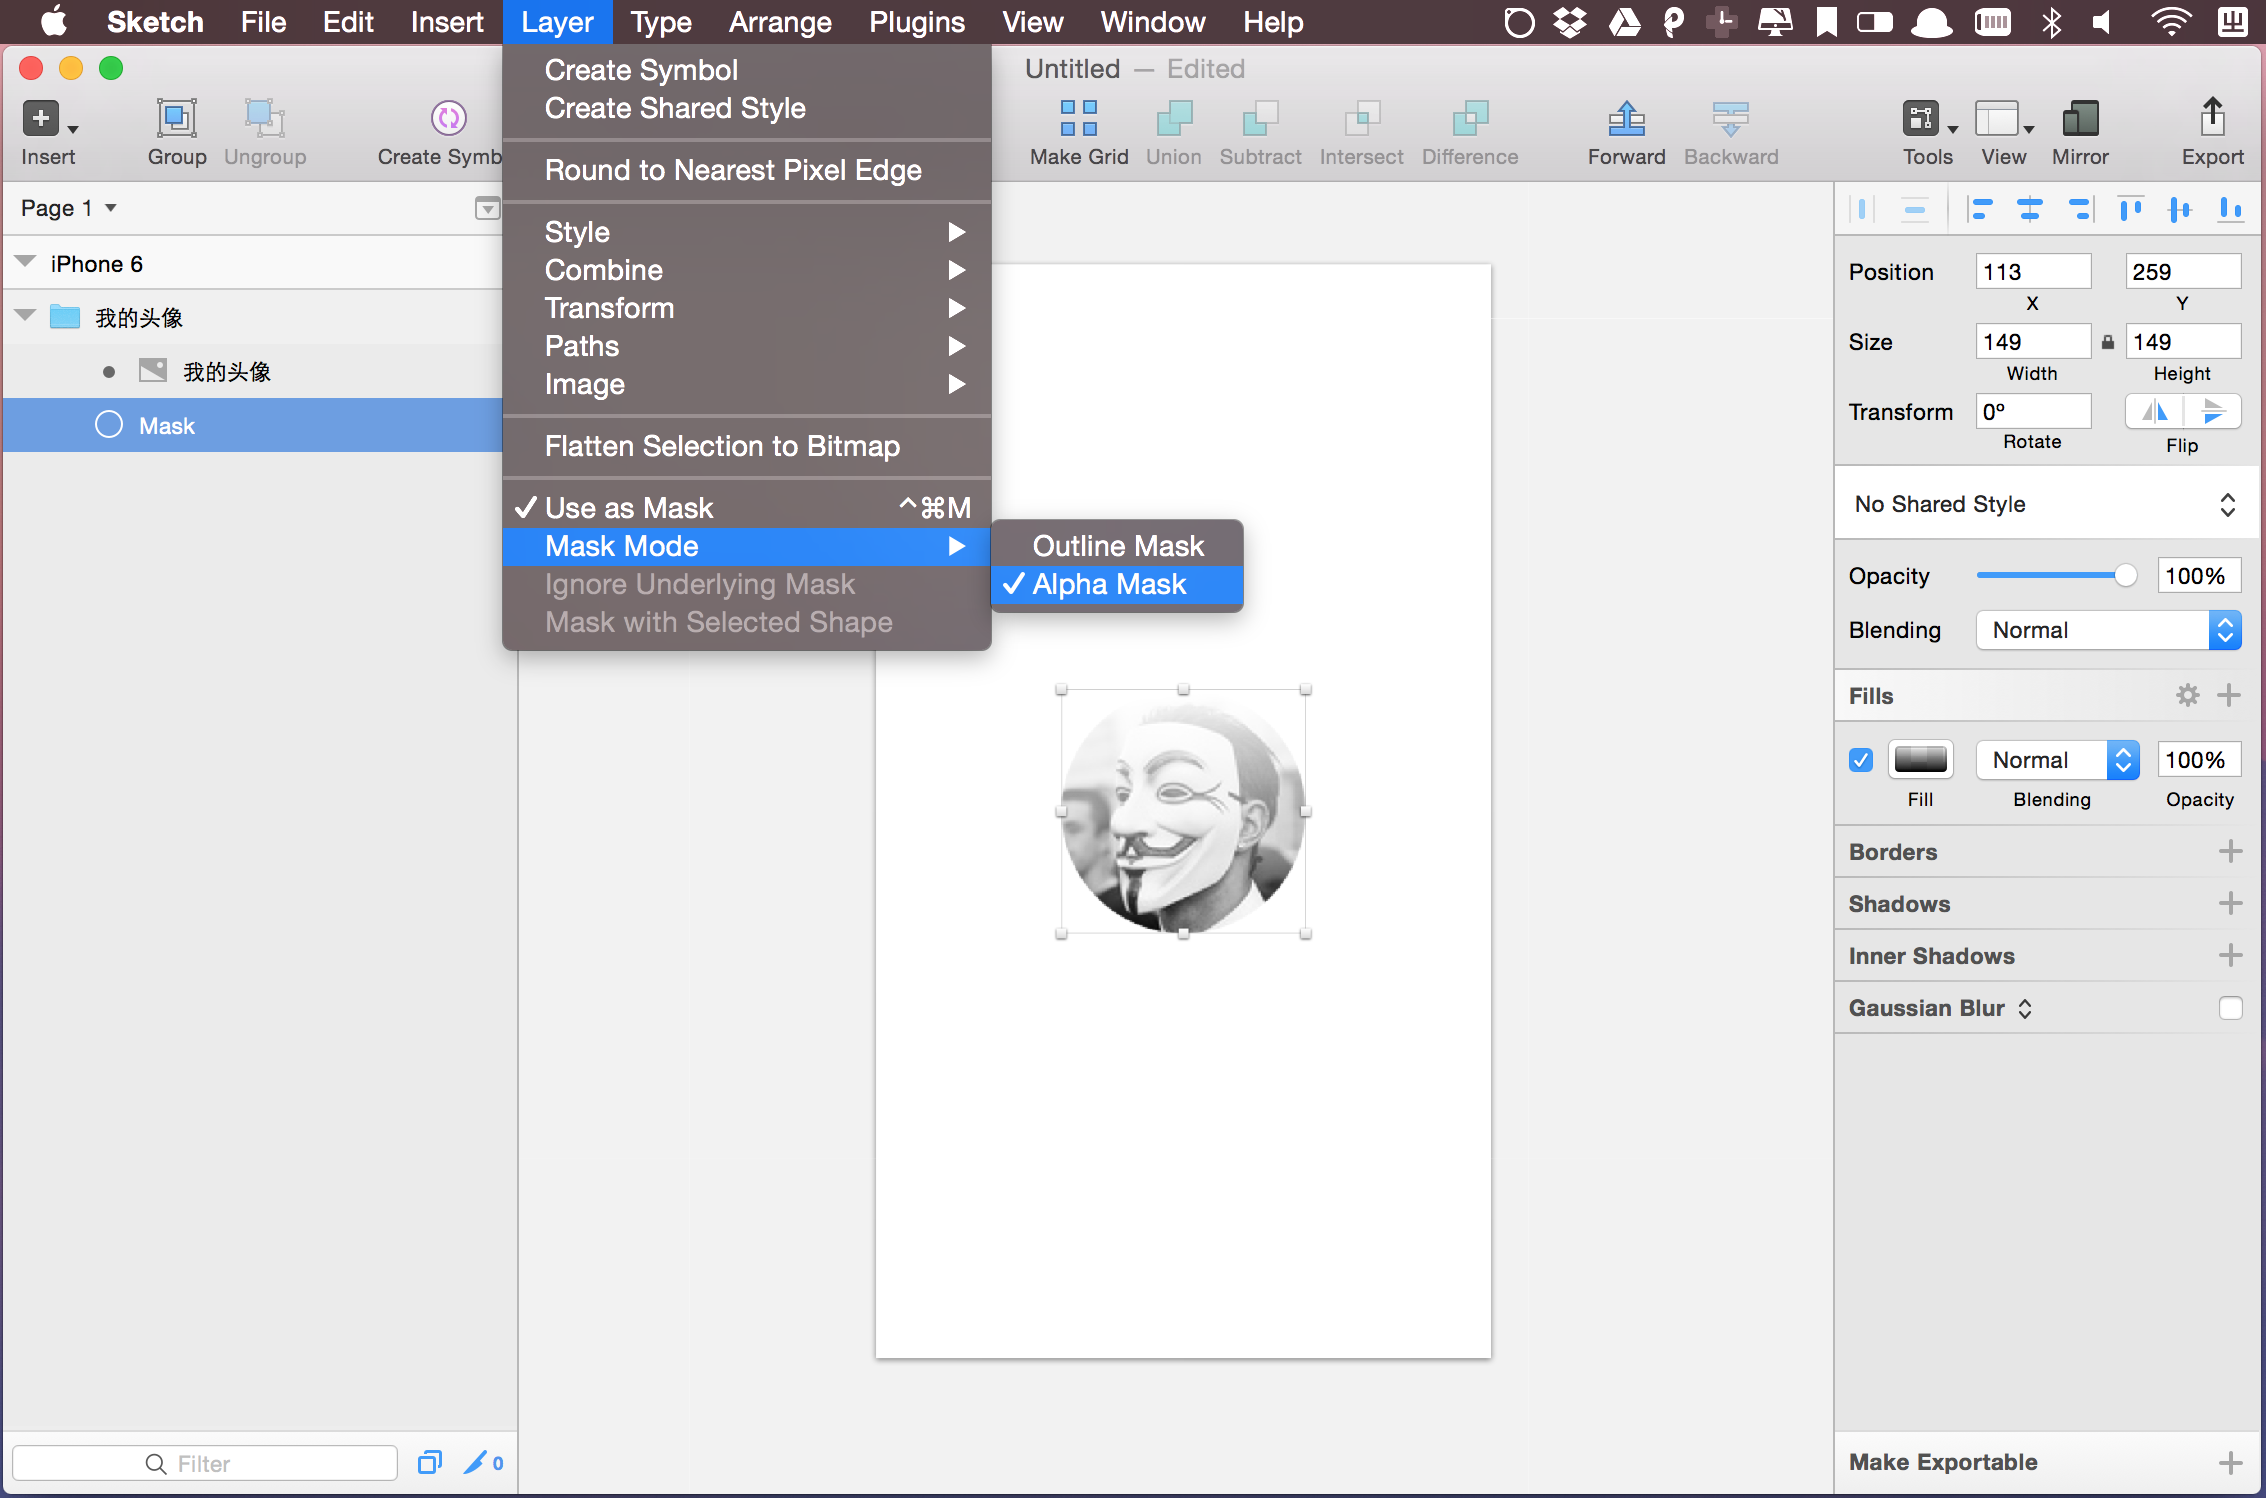 Sketch File Edit Insert Layer Type Arrange Plugins View Window Help
Untitled — Edited
Insert Group Ungroup Create Symb Make Grid Union Subtract Intersect Difference Forward Backward Tools View Mirror Export
Page 1
iPhone 6
我的头像
我的头像
Mask
Filter
0
Create Symbol
Create Shared Style
Round to Nearest Pixel Edge
Style
Combine
Transform
Paths
Image
Flatten Selection to Bitmap
✓ Use as Mask ^⌘M
Mask Mode
Ignore Underlying Mask
Mask with Selected Shape
Outline Mask
✓ Alpha Mask
Position 113 259
X Y
Size 149 149
Width Height
Transform 0º
Rotate Flip
No Shared Style
Opacity 100%
Blending Normal
Fills
Normal 100%
Fill Blending Opacity
Borders
Shadows
Inner Shadows
Gaussian Blur
Make Exportable